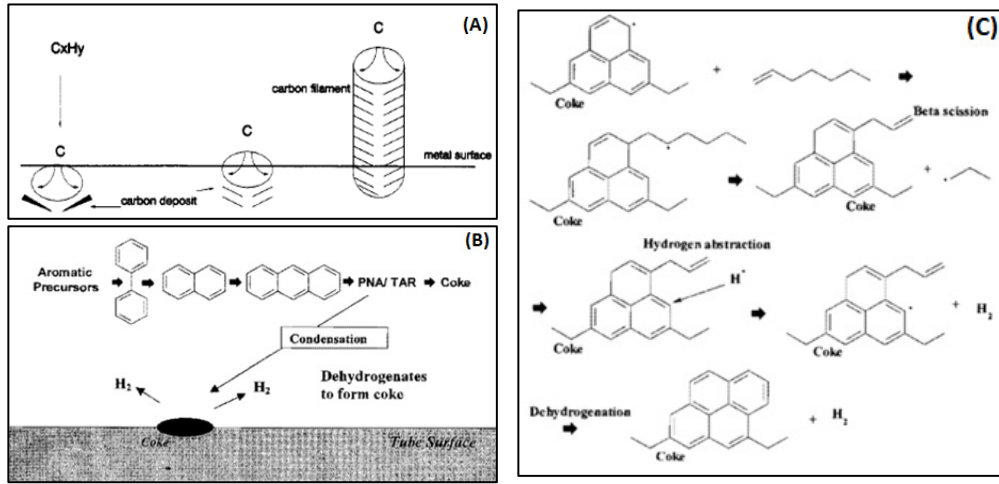 (A)
CxHy
C
C
C
carbon filament
metal surface
carbon deposit
(B)
Aromatic
Precursors
PNA/ TAR
Coke
Condensation
H2
H2
Dehydrogenates
to form coke
Coke
Tube Surface
(C)
+
Coke
Beta scission
+
Coke
Coke
Hydrogen abstraction
H•
+ H2
Coke
Coke
Dehydrogenation
+ H2
Coke